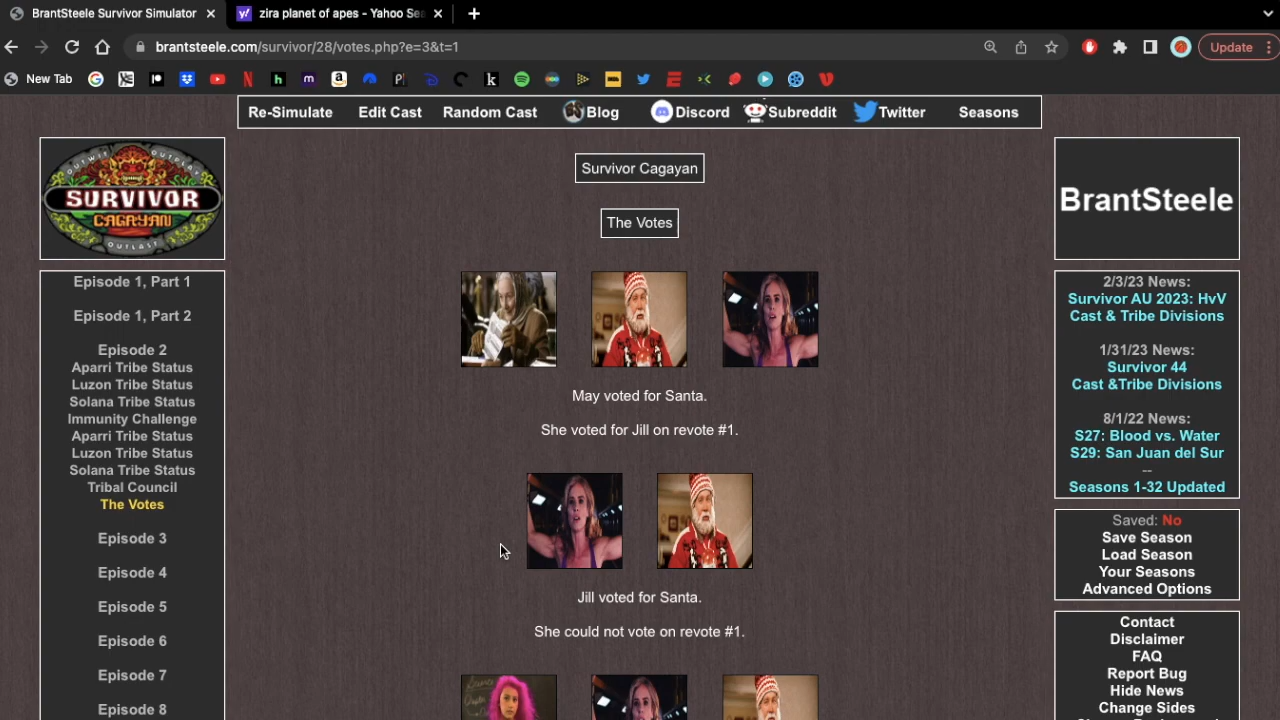 BrantSteele Survivor Simulator
zira planet of apes - Yahoo Sea
brantsteele.com/survivor/28/votes.php?e=3&t=1
Update
New Tab
Re-Simulate Edit Cast Random Cast Blog Discord Subreddit Twitter Seasons
OUTWIT OUTPLAY
SURVIVOR
CAGAYAN
OUTLAST
Episode 1, Part 1
Episode 1, Part 2
Episode 2
Aparri Tribe Status
Luzon Tribe Status
Solana Tribe Status
Immunity Challenge
Aparri Tribe Status
Luzon Tribe Status
Solana Tribe Status
Tribal Council
The Votes
Episode 3
Episode 4
Episode 5
Episode 6
Episode 7
Episode 8
Survivor Cagayan
The Votes
May voted for Santa.
She voted for Jill on revote #1.
Jill voted for Santa.
She could not vote on revote #1.
BrantSteele
2/3/23 News:
Survivor AU 2023: HvV
Cast & Tribe Divisions
1/31/23 News:
Survivor 44
Cast &Tribe Divisions
8/1/22 News:
S27: Blood vs. Water
S29: San Juan del Sur
--
Seasons 1-32 Updated
Saved: No
Save Season
Load Season
Your Seasons
Advanced Options
Contact
Disclaimer
FAQ
Report Bug
Hide News
Change Sides